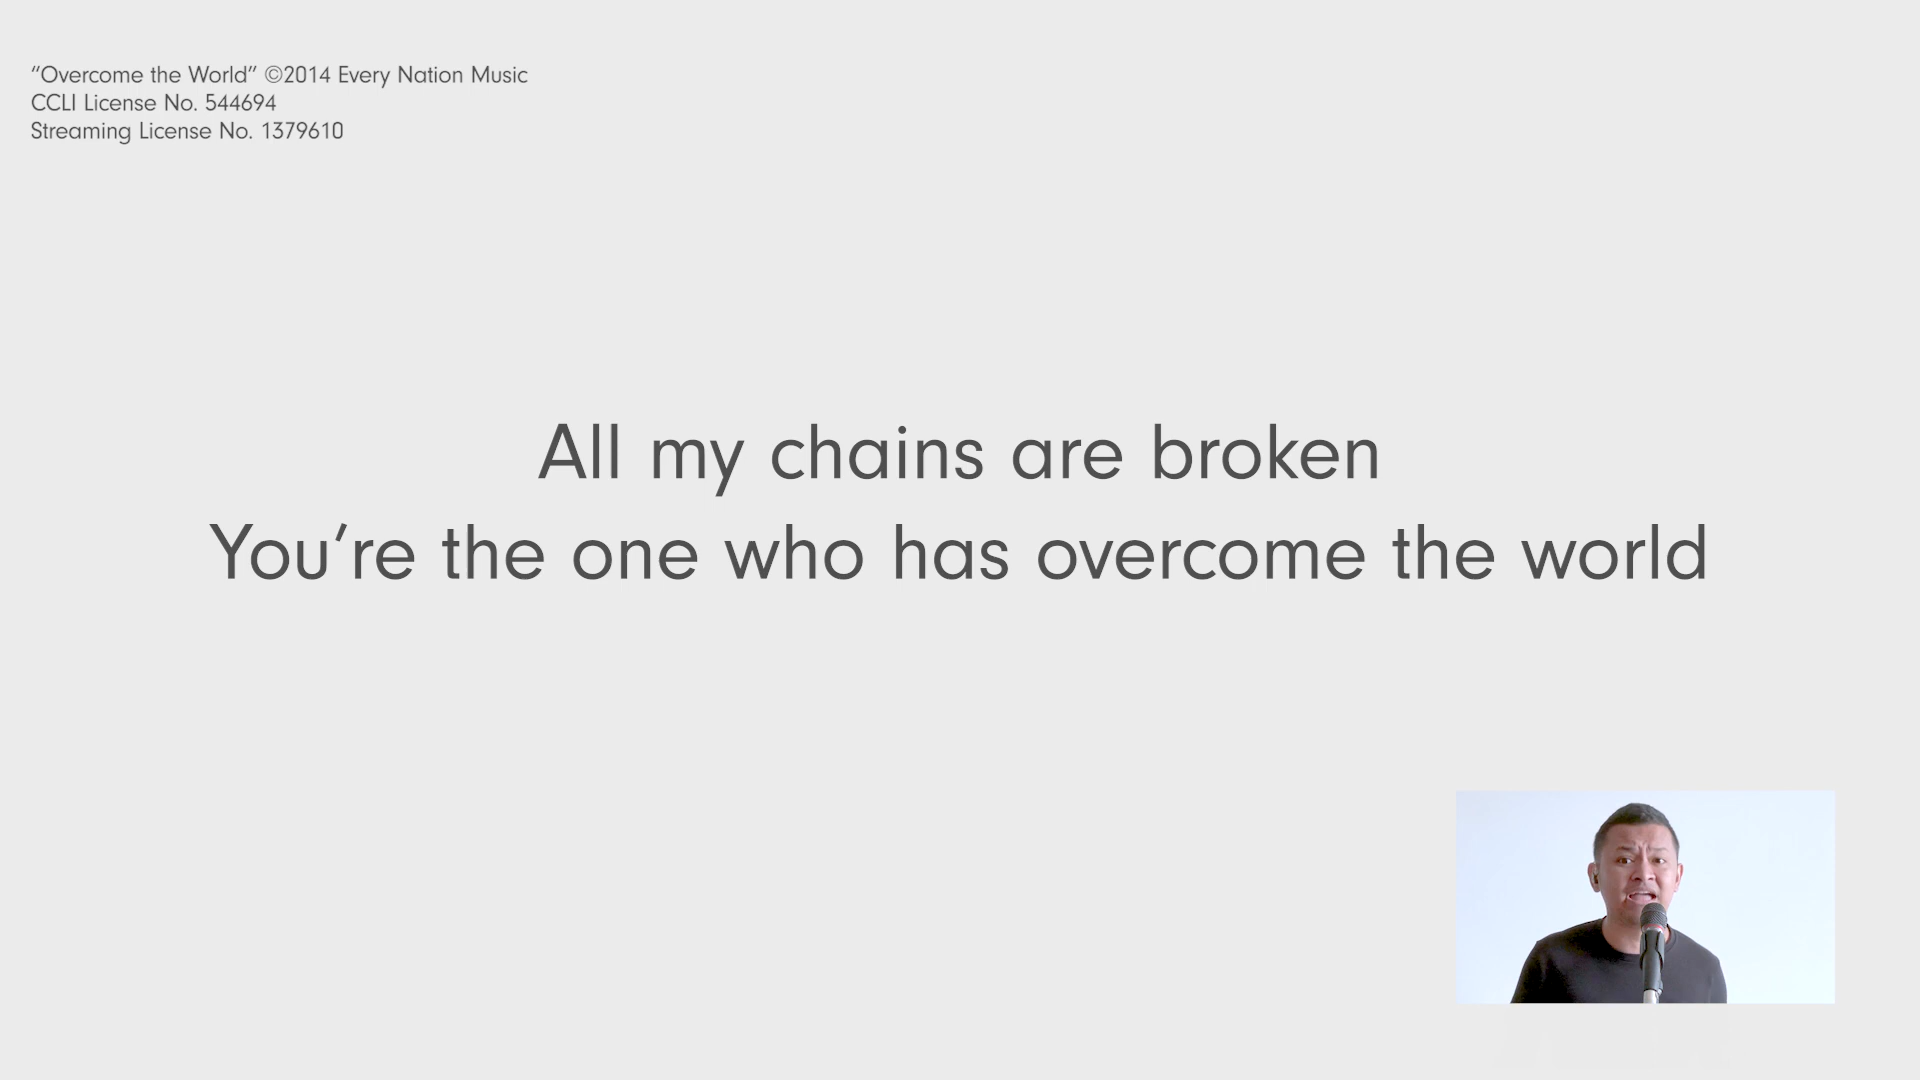 “Overcome the World” ©2014 Every Nation Music
CCLI License No. 544694
Streaming License No. 1379610
All my chains are broken
You’re the one who has overcome the world